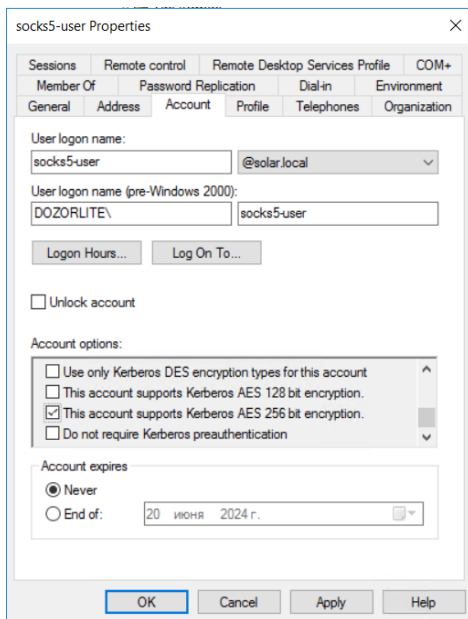 socks5-user Properties
Sessions Remote control Remote Desktop Services Profile COM+
Member Of Password Replication Dial-in Environment
General Address Account Profile Telephones Organization
User logon name:
socks5-user @solar.local
User logon name (pre-Windows 2000):
DOZORLITE\ socks5-user
Logon Hours... Log On To...
Unlock account
Account options:
Use only Kerberos DES encryption types for this account
This account supports Kerberos AES 128 bit encryption.
This account supports Kerberos AES 256 bit encryption.
Do not require Kerberos preauthentication
Account expires
Never
End of: 20 июня 2024 г.
OK Cancel Apply Help